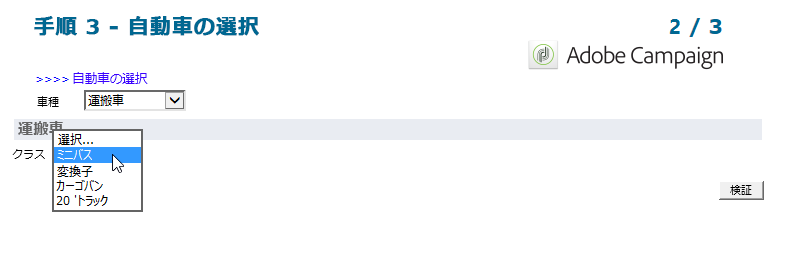 手順 3 - 自動車の選択
2 / 3
Adobe Campaign
>>>> 自動車の選択
車種 運搬車
運搬車
クラス
選択...
ミニバス
変換子
カーゴバン
20 'トラック
検証